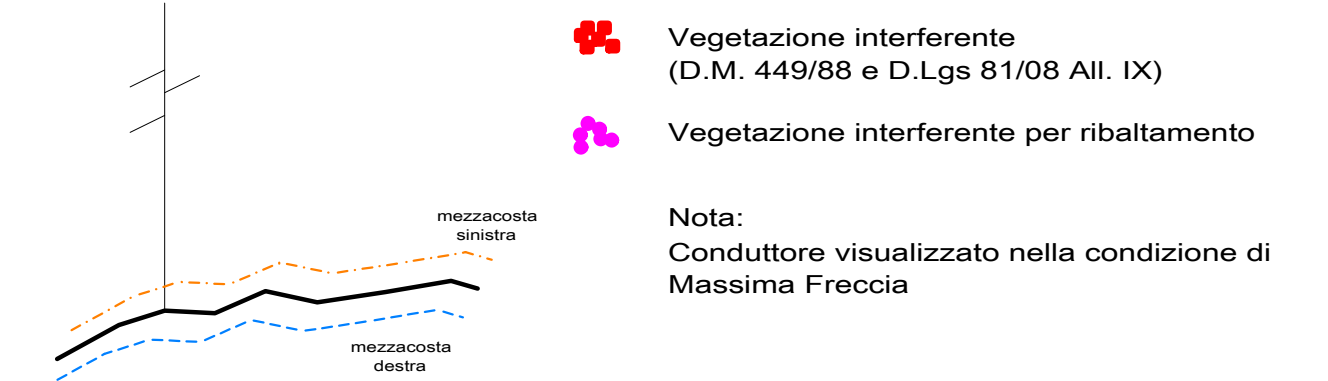 mezzacosta
sinistra
mezzacosta
destra
Vegetazione interferente
(D.M. 449/88 e D.Lgs 81/08 All. IX)
Vegetazione interferente per ribaltamento
Nota:
Conduttore visualizzato nella condizione di
Massima Freccia